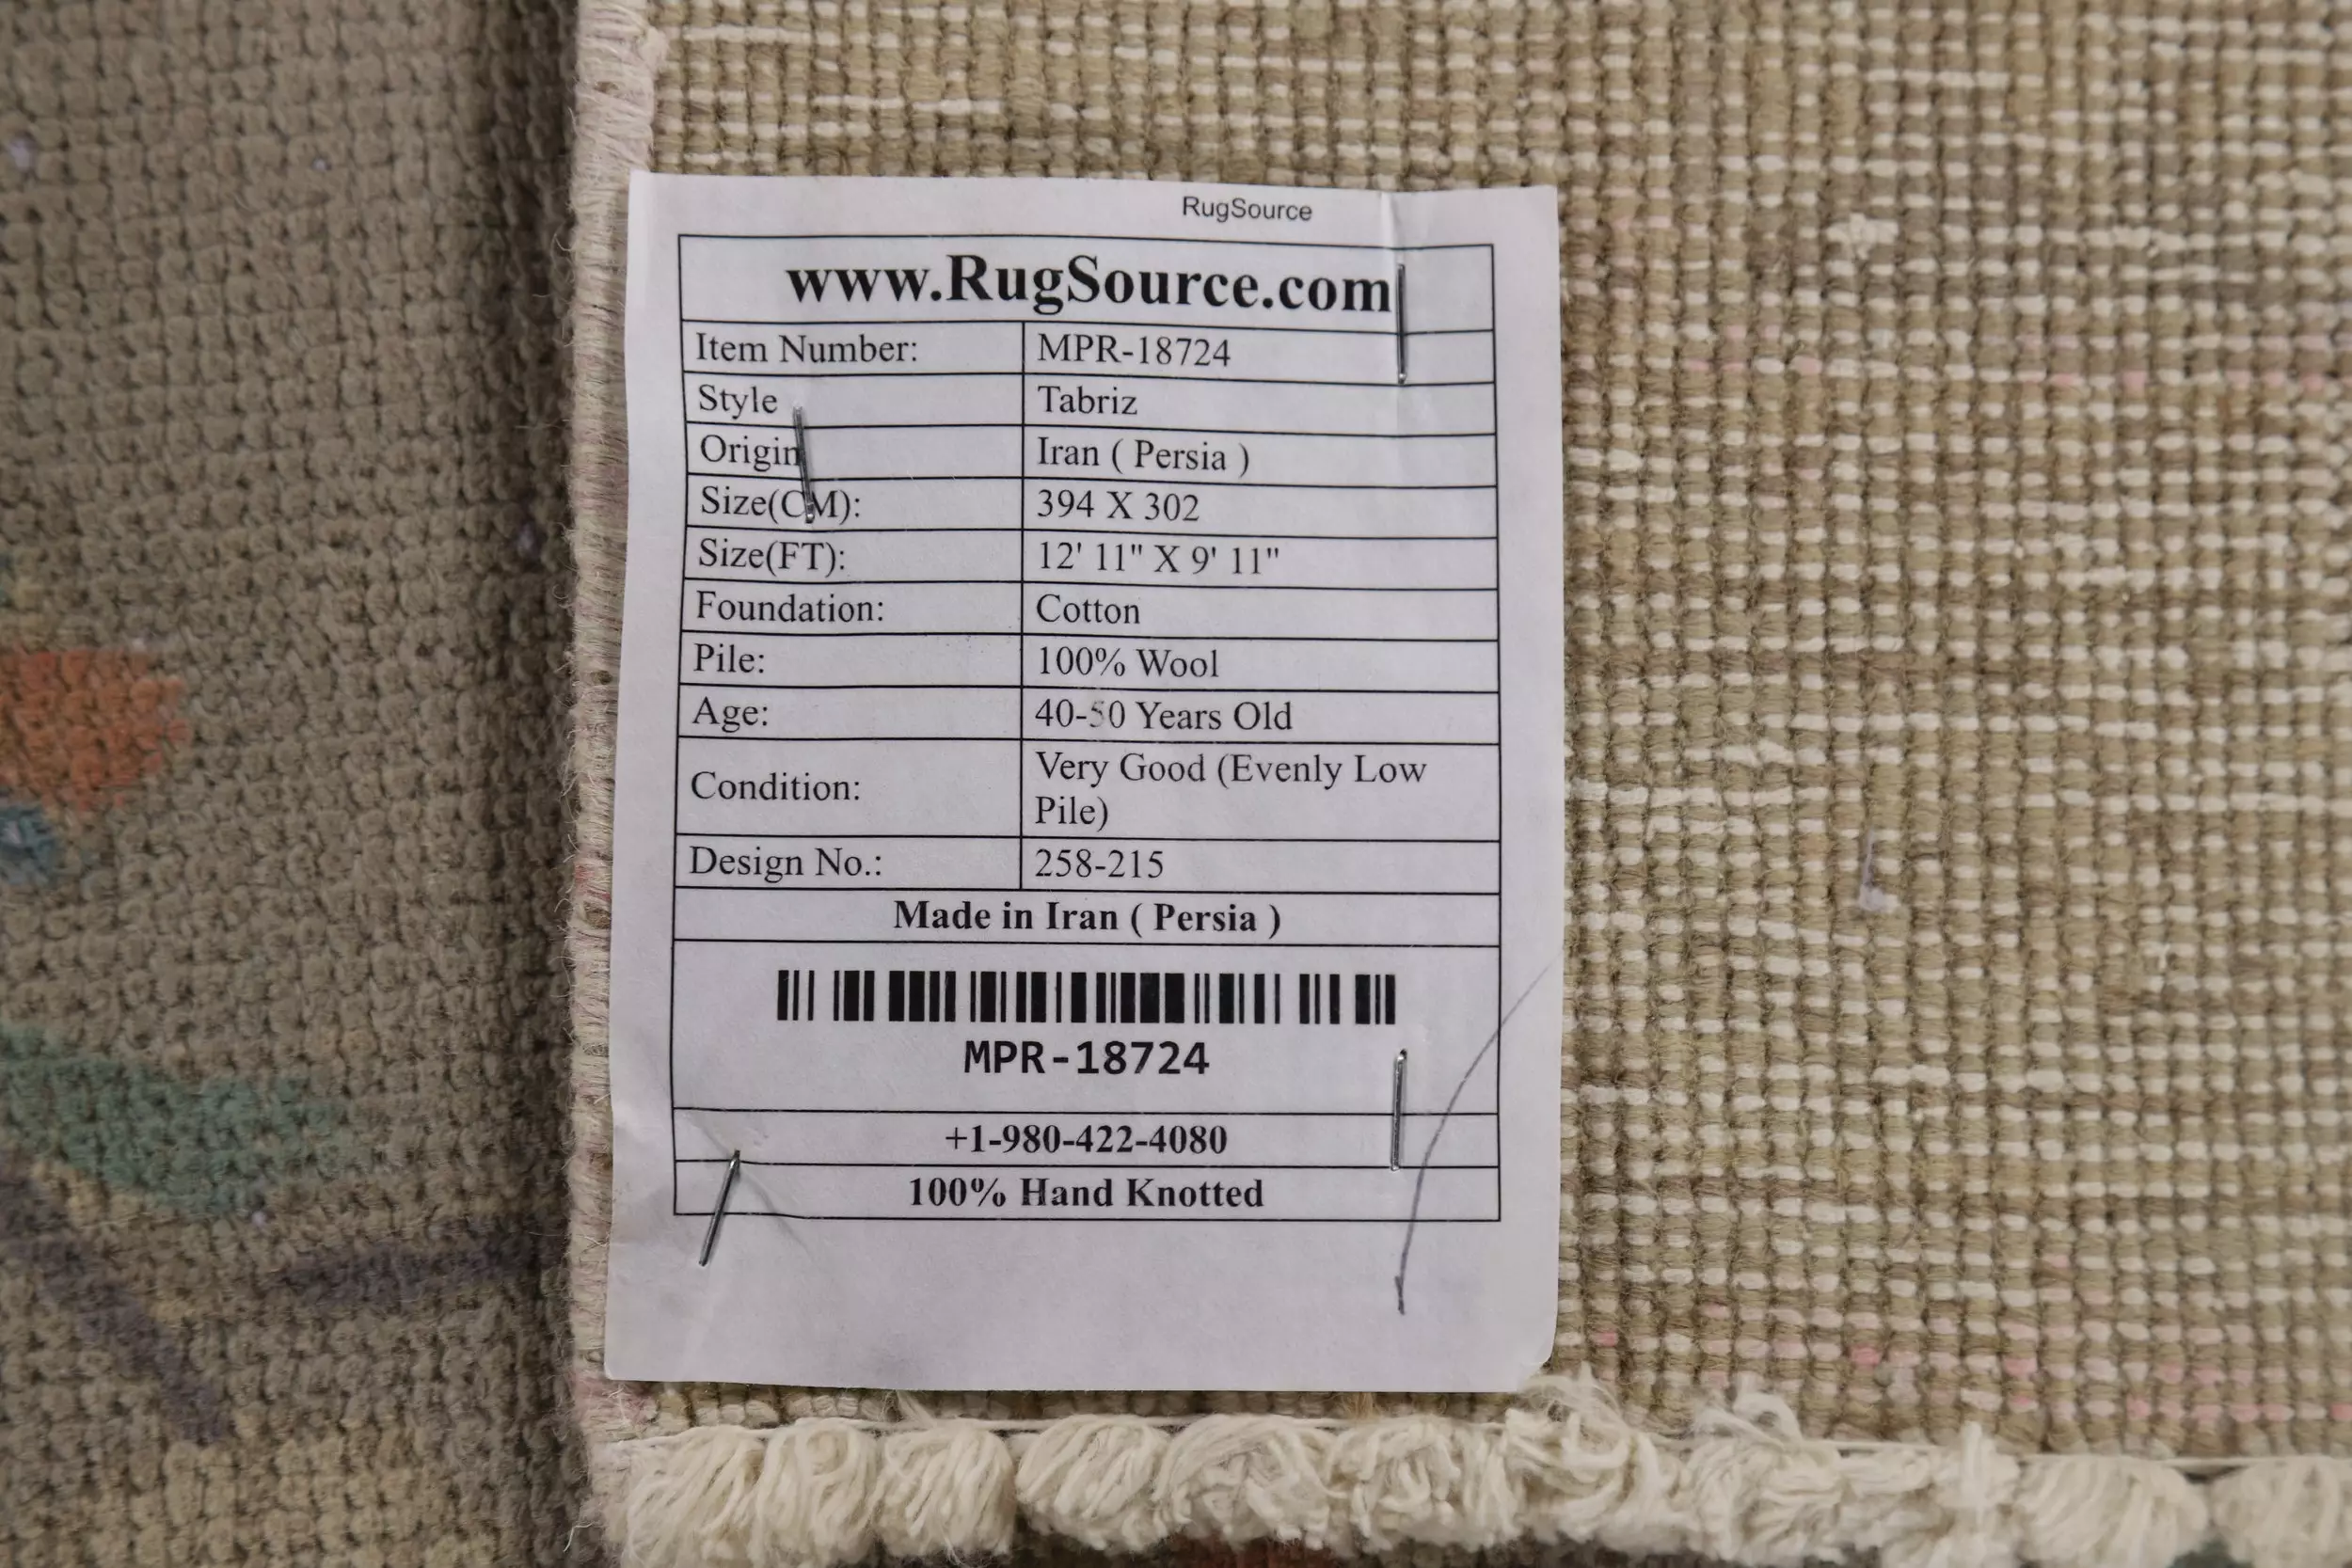 RugSource
www.RugSource.com
Item Number: MPR-18724
Style Tabriz
Origin Iran ( Persia )
Size(CM): 394 X 302
Size(FT): 12' 11" X 9' 11"
Foundation: Cotton
Pile: 100% Wool
Age: 40-50 Years Old
Condition: Very Good (Evenly Low
Pile)
Design No.: 258-215
Made in Iran ( Persia )
MPR-18724
+1-980-422-4080
100% Hand Knotted